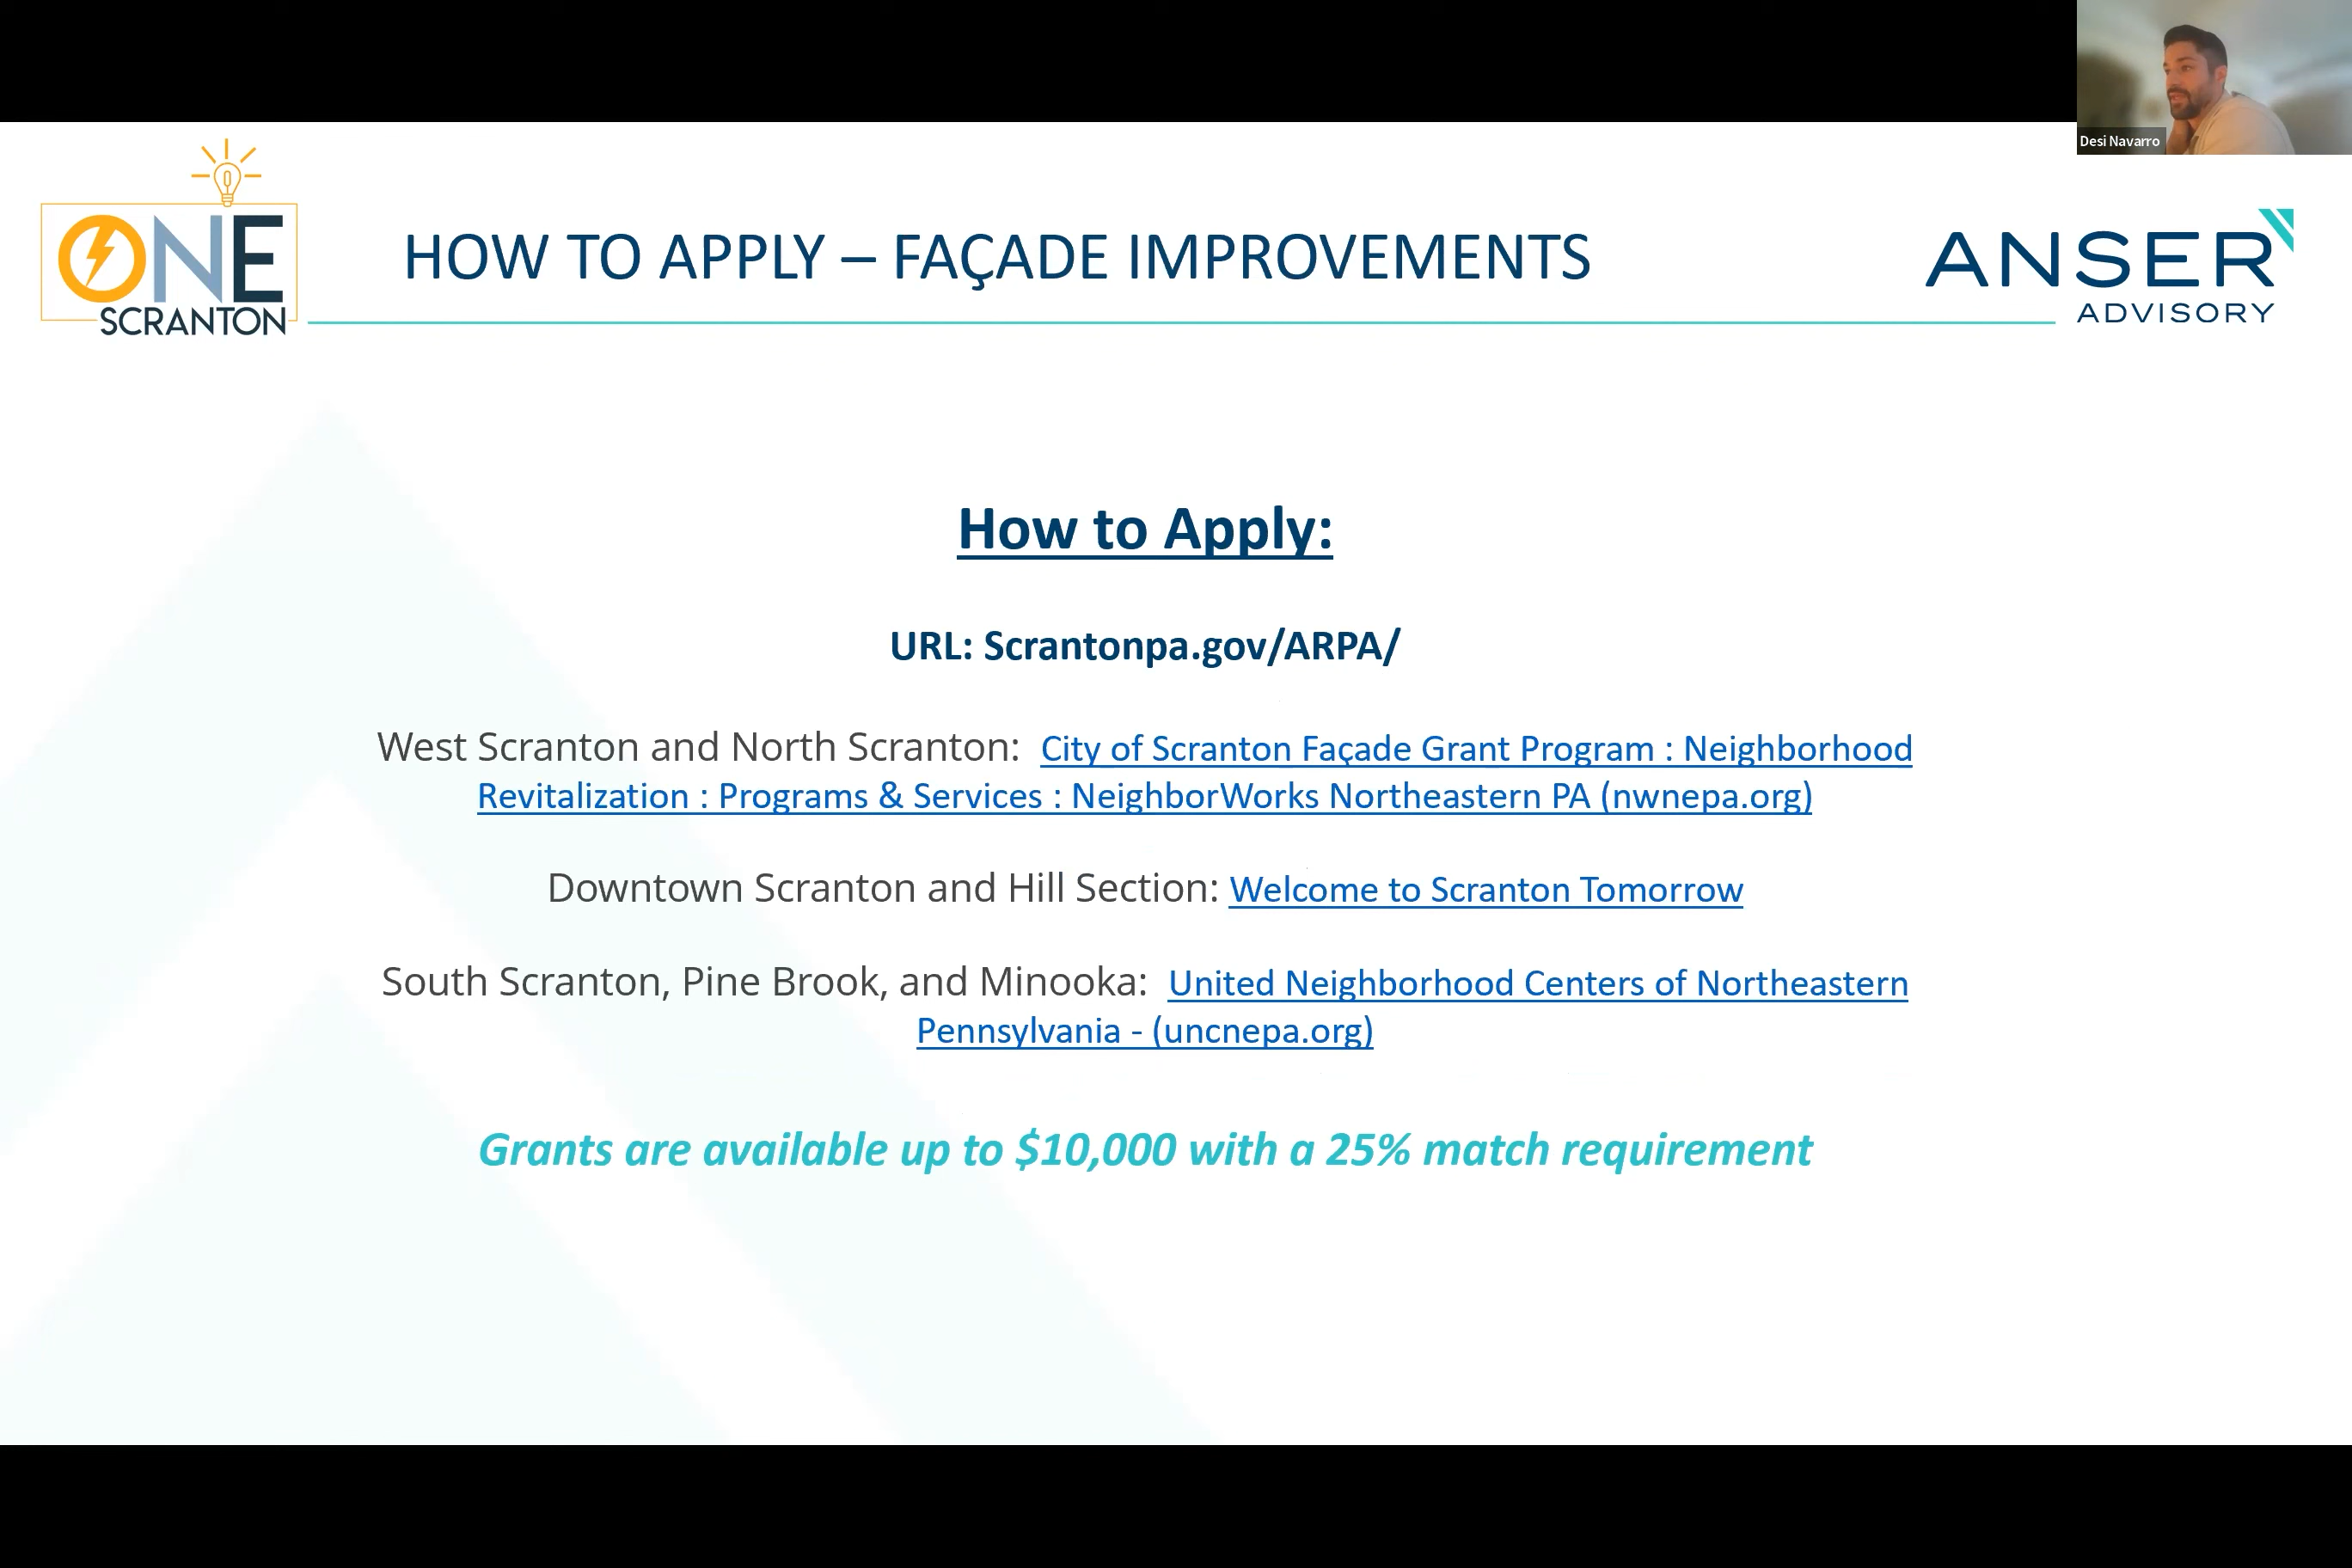 Desi Navarro
ONE
SCRANTON
HOW TO APPLY – FAÇADE IMPROVEMENTS
ANSER
ADVISORY
How to Apply:
URL: Scrantonpa.gov/ARPA/
West Scranton and North Scranton: City of Scranton Façade Grant Program : Neighborhood
Revitalization : Programs & Services : NeighborWorks Northeastern PA (nwnepa.org)
Downtown Scranton and Hill Section: Welcome to Scranton Tomorrow
South Scranton, Pine Brook, and Minooka: United Neighborhood Centers of Northeastern
Pennsylvania - (uncnepa.org)
Grants are available up to $10,000 with a 25% match requirement